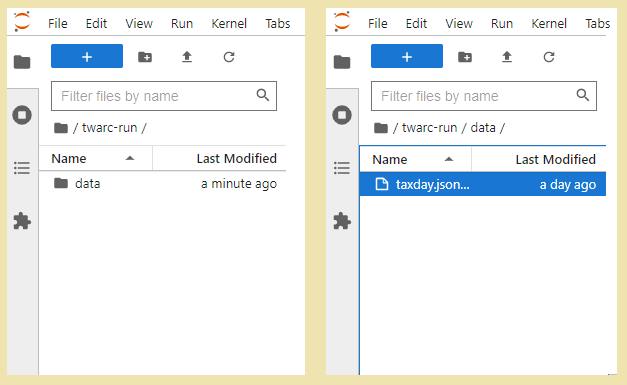 File Edit View Run Kernel Tabs
+
Filter files by name
/ twarc-run /
Name Last Modified
data a minute ago
File Edit View Run Kernel Tabs
+
Filter files by name
/ twarc-run / data /
Name Last Modified
taxday.json... a day ago